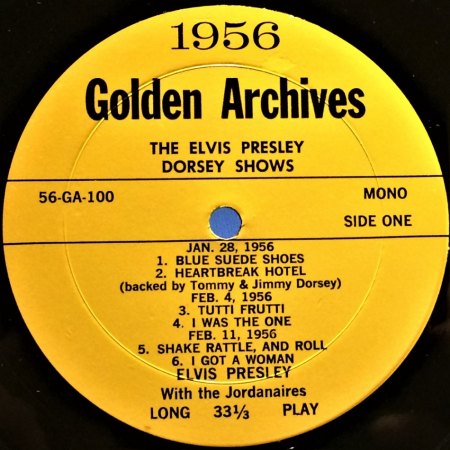 1956
Golden Archives
THE ELVIS PRESLEY
DORSEY SHOWS
56-GA-100 MONO
SIDE ONE
JAN. 28, 1956
1. BLUE SUEDE SHOES
2. HEARTBREAK HOTEL
(backed by Tommy & Jimmy Dorsey)
FEB. 4, 1956
3. TUTTI FRUTTI
4. I WAS THE ONE
FEB. 11, 1956
5. SHAKE RATTLE, AND ROLL
6. I GOT A WOMAN
ELVIS PRESLEY
With the Jordanaires
LONG 33⅓ PLAY